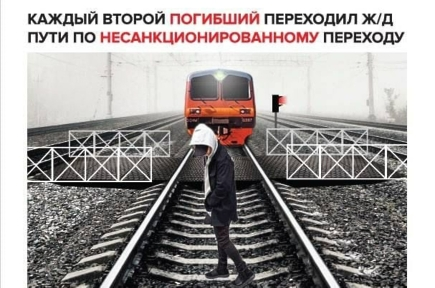 КАЖДЫЙ ВТОРОЙ ПОГИБШИЙ ПЕРЕХОДИЛ Ж/Д
ПУТИ ПО НЕСАНКЦИОНИРОВАННОМУ ПЕРЕХОДУ